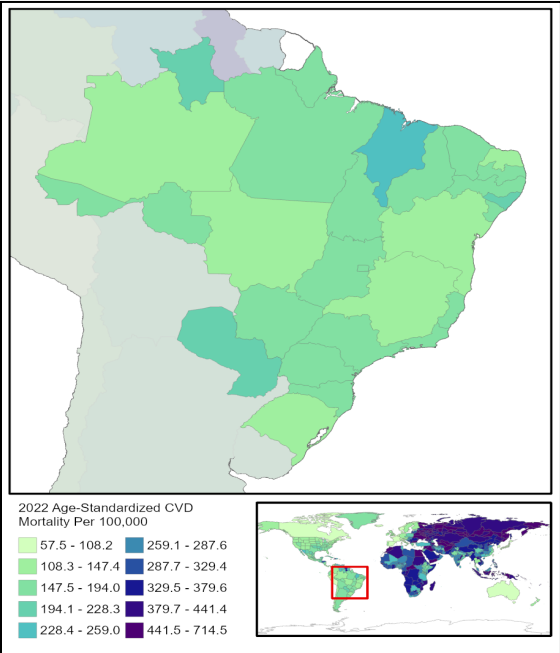 2022 Age-Standardized CVD
Mortality Per 100,000
57.5 - 108.2
108.3 - 147.4
147.5 - 194.0
194.1 - 228.3
228.4 - 259.0
259.1 - 287.6
287.7 - 329.4
329.5 - 379.6
379.7 - 441.4
441.5 - 714.5